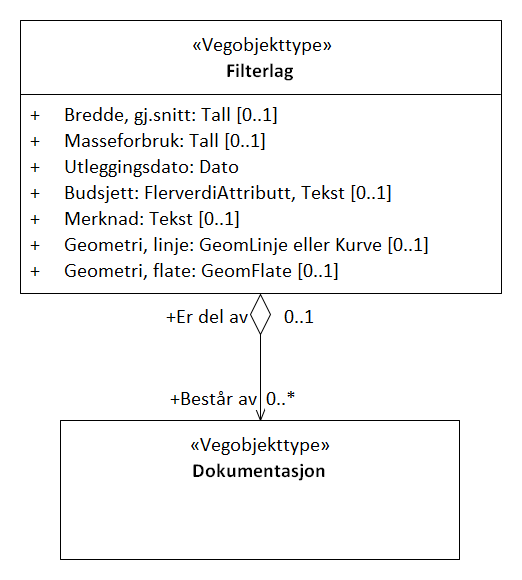 «Vegobjekttype»
Filterlag
+ Bredde, gj.snitt: Tall [0..1]
+ Masseforbruk: Tall [0..1]
+ Utleggingsdato: Dato
+ Budsjett: FlerverdiAttributt, Tekst [0..1]
+ Merknad: Tekst [0..1]
+ Geometri, linje: GeomLinje eller Kurve [0..1]
+ Geometri, flate: GeomFlate [0..1]
+Er del av 0..1
+Består av 0..*
«Vegobjekttype»
Dokumentasjon